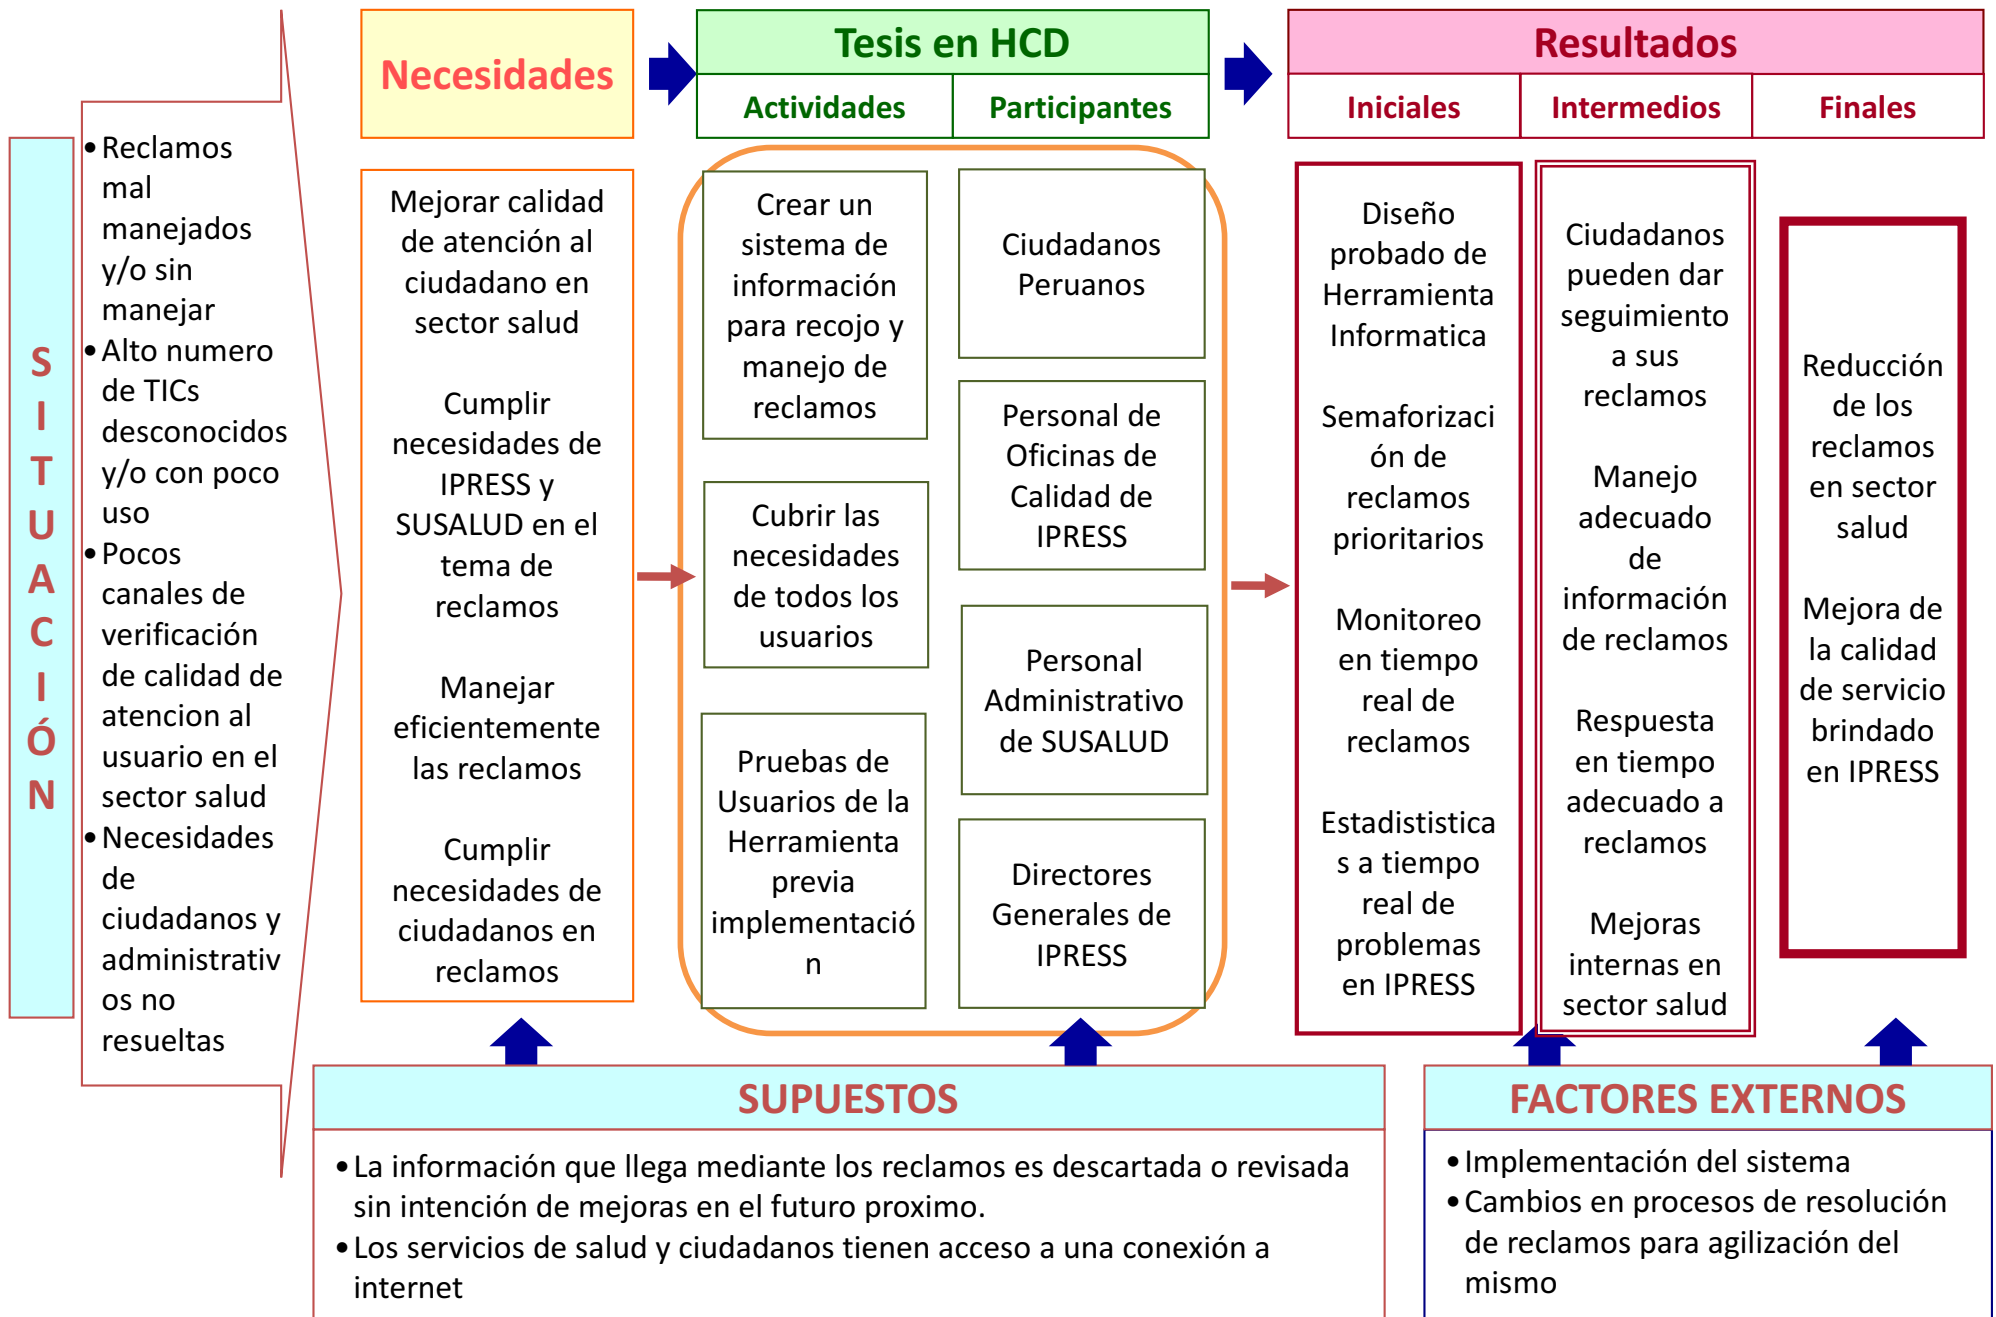 S
I
T
U
A
C
I
Ó
N
•Reclamos
mal
manejados
y/o sin
manejar
•Alto numero
de TICs
desconocidos
y/o con poco
uso
•Pocos
canales de
verificación
de calidad de
atencion al
usuario en el
sector salud
•Necesidades
de
ciudadanos y
administrativ
os no
resueltas
Necesidades
Mejorar calidad
de atención al
ciudadano en
sector salud
Cumplir
necesidades de
IPRESS y
SUSALUD en el
tema de
reclamos
Manejar
eficientemente
las reclamos
Cumplir
necesidades de
ciudadanos en
reclamos
Tesis en HCD
Actividades
Crear un
sistema de
información
para recojo y
manejo de
reclamos
Cubrir las
necesidades
de todos los
usuarios
Pruebas de
Usuarios de la
Herramienta
previa
implementació
n
Participantes
Ciudadanos
Peruanos
Personal de
Oficinas de
Calidad de
IPRESS
Personal
Administrativo
de SUSALUD
Directores
Generales de
IPRESS
Resultados
Iniciales
Diseño
probado de
Herramienta
Informatica
Semaforizaci
ón de
reclamos
prioritarios
Monitoreo
en tiempo
real de
reclamos
Estadististica
s a tiempo
real de
problemas
en IPRESS
Intermedios
Ciudadanos
pueden dar
seguimiento
a sus
reclamos
Manejo
adecuado
de
información
de reclamos
Respuesta
en tiempo
adecuado a
reclamos
Mejoras
internas en
sector salud
Finales
Reducción
de los
reclamos
en sector
salud
Mejora de
la calidad
de servicio
brindado
en IPRESS
SUPUESTOS
•La información que llega mediante los reclamos es descartada o revisada
sin intención de mejoras en el futuro proximo.
•Los servicios de salud y ciudadanos tienen acceso a una conexión a
internet
FACTORES EXTERNOS
•Implementación del sistema
•Cambios en procesos de resolución
de reclamos para agilización del
mismo